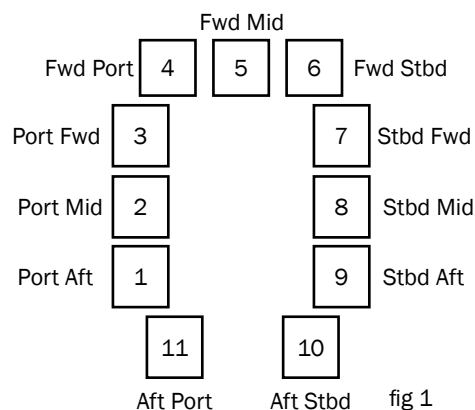 Fwd Mid
Fwd Port 4 5 6 Fwd Stbd
Port Fwd 3 7 Stbd Fwd
Port Mid 2 8 Stbd Mid
Port Aft 1 9 Stbd Aft
11 10
Aft Port Aft Stbd fig 1